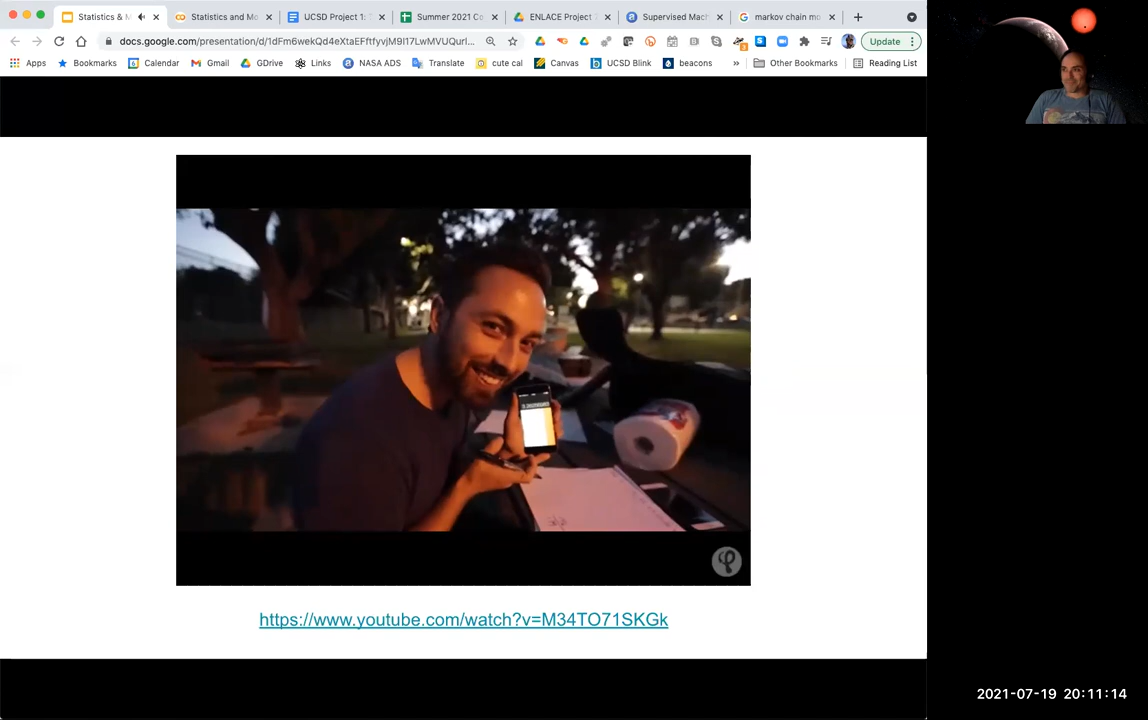 Statistics & M
Statistics and Mo
UCSD Project 1:
Summer 2021 Co
ENLACE Project
Supervised Mach
markov chain mo
docs.google.com/presentation/d/1dFm6wekQd4eXtaEFftfyvjM9I17LwMVUQurl...
Update
Apps
Bookmarks
Calendar
Gmail
GDrive
Links
NASA ADS
Translate
cute cal
Canvas
UCSD Blink
beacons
»
Other Bookmarks
Reading List
https://www.youtube.com/watch?v=M34TO71SKGk
2021-07-19 20:11:14